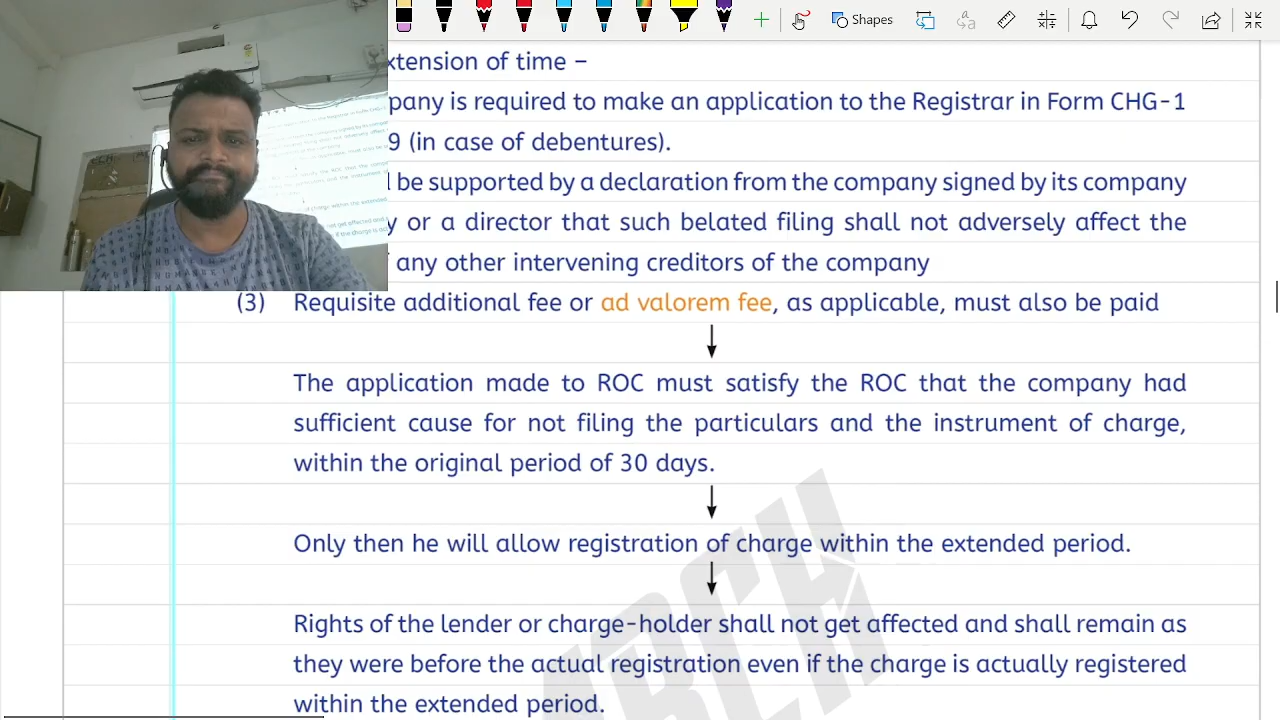 Shapes
xtension of time –
pany is required to make an application to the Registrar in Form CHG-1
9 (in case of debentures).
l be supported by a declaration from the company signed by its company
y or a director that such belated filing shall not adversely affect the
f any other intervening creditors of the company
(3) Requisite additional fee or ad valorem fee, as applicable, must also be paid
The application made to ROC must satisfy the ROC that the company had
sufficient cause for not filing the particulars and the instrument of charge,
within the original period of 30 days.
Only then he will allow registration of charge within the extended period.
Rights of the lender or charge-holder shall not get affected and shall remain as
they were before the actual registration even if the charge is actually registered
within the extended period.